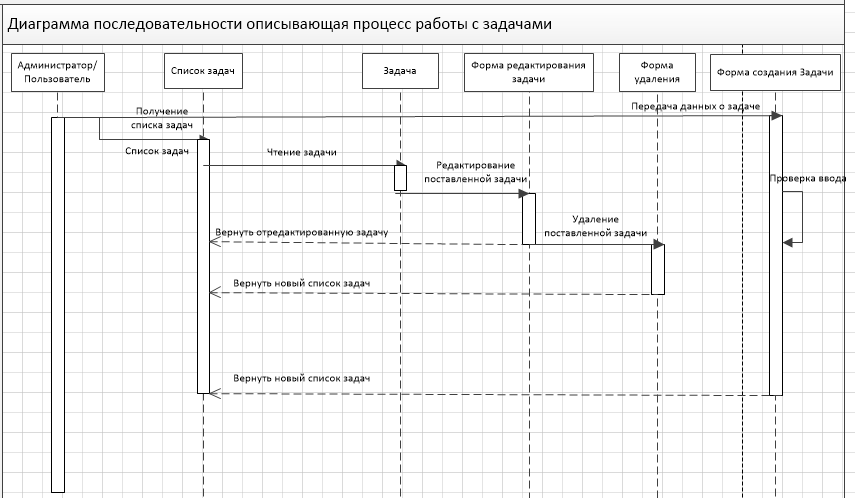 Диаграмма последовательности описывающая процесс работы с задачами
Администратор/
Пользователь
Список задач
Задача
Форма редактирования
задачи
Форма
удаления
Форма создания Задачи
Передача данных о задаче
Получение
списка задач
Список задач
Чтение задачи
Редактирование
поставленной задачи
Проверка ввода
Удаление
поставленной задачи
Вернуть отредактированную задачу
Вернуть новый список задач
Вернуть новый список задач